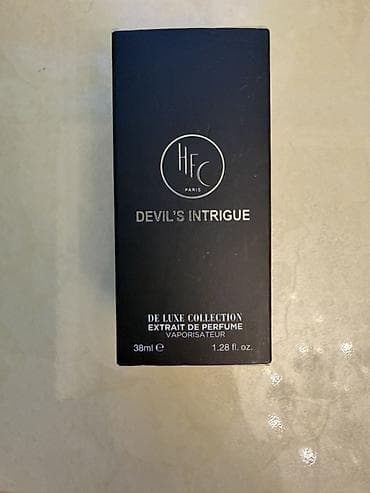 HFC
PARIS
DEVIL'S INTRIGUE
DE LUXE COLLECTION
EXTRAIT DE PERFUME
VAPORISATEUR
38ml ℮ 1.28 fl. oz.